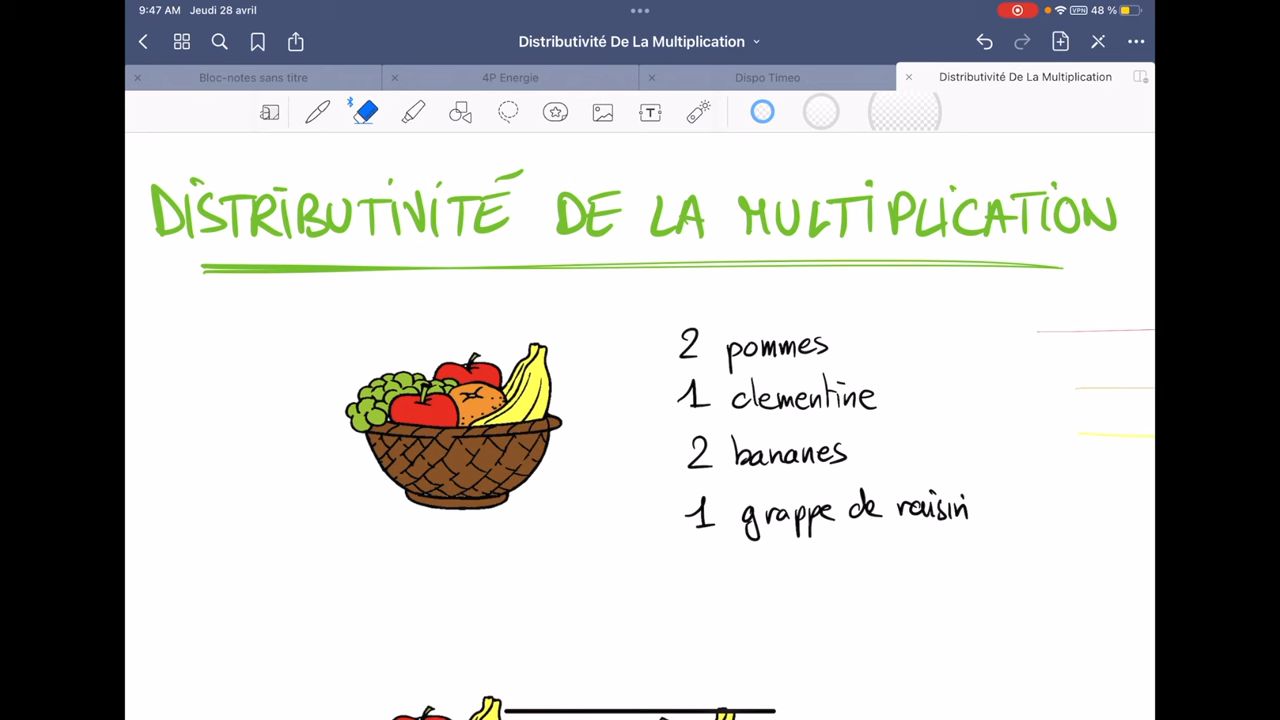 9:47 AM Jeudi 28 avril
VPN 48 %
Distributivité De La Multiplication
Bloc-notes sans titre
4P Energie
Dispo Timeo
Distributivité De La Multiplication
T
DISTRIBUTIVITÉ DE LA MULTIPLICATION
2 pommes
1 clementine
2 bananes
1 grappe de raisin